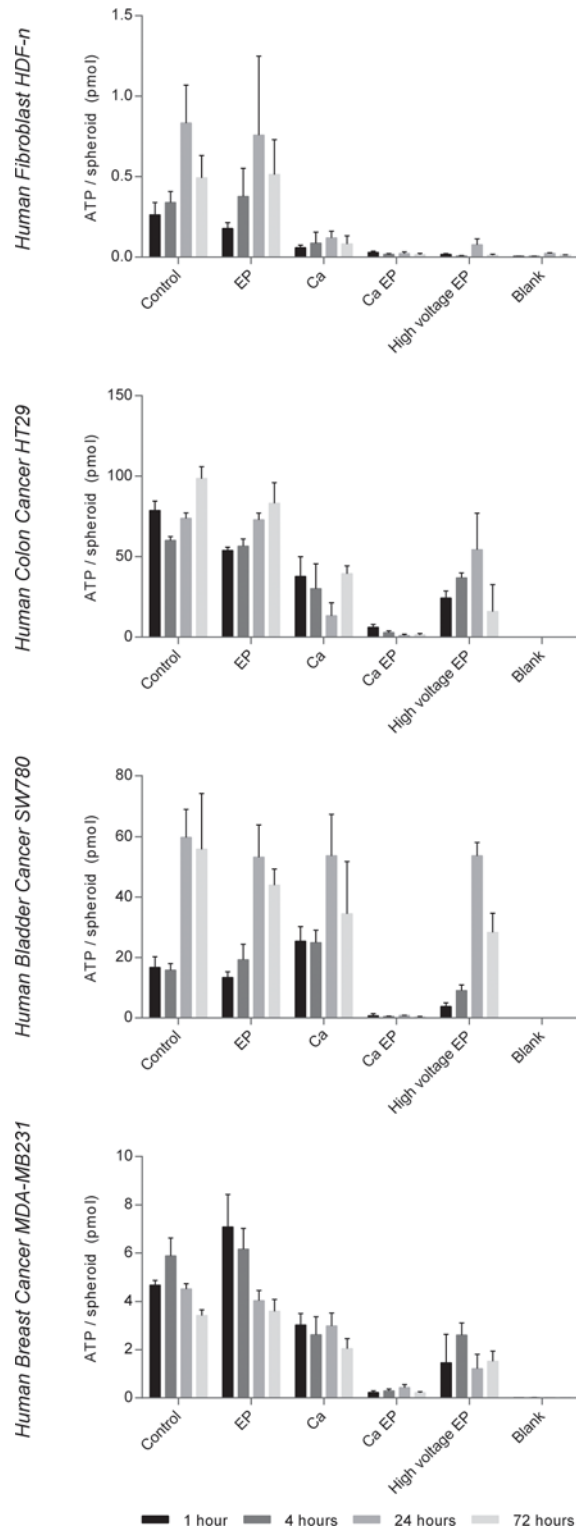 Human Fibroblast HDF-n
ATP / spheroid (pmol)
1.5
1.0
0.5
0.0
Control
EP
Ca
Ca EP
High voltage EP
Blank
Human Colon Cancer HT29
ATP / spheroid (pmol)
150
100
50
0
Control
EP
Ca
Ca EP
High voltage EP
Blank
Human Bladder Cancer SW780
ATP / spheroid (pmol)
80
60
40
20
0
Control
EP
Ca
Ca EP
High voltage EP
Blank
Human Breast Cancer MDA-MB231
ATP / spheroid (pmol)
10
8
6
4
2
0
Control
EP
Ca
Ca EP
High voltage EP
Blank
1 hour 4 hours 24 hours 72 hours